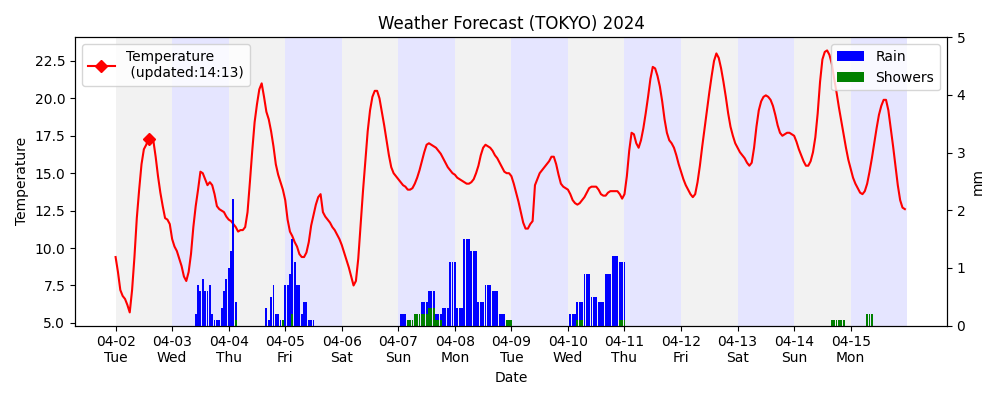 Weather Forecast (TOKYO) 2024
Temperature
(updated:14:13)
Rain
Showers
Temperature
22.5
20.0
17.5
15.0
12.5
10.0
7.5
5.0
5
4
3
2
1
0
mm
04-02 04-03 04-04 04-05 04-06 04-07 04-08 04-09 04-10 04-11 04-12 04-13 04-14 04-15
Tue Wed Thu Fri Sat Sun Mon Tue Wed Thu Fri Sat Sun Mon
Date